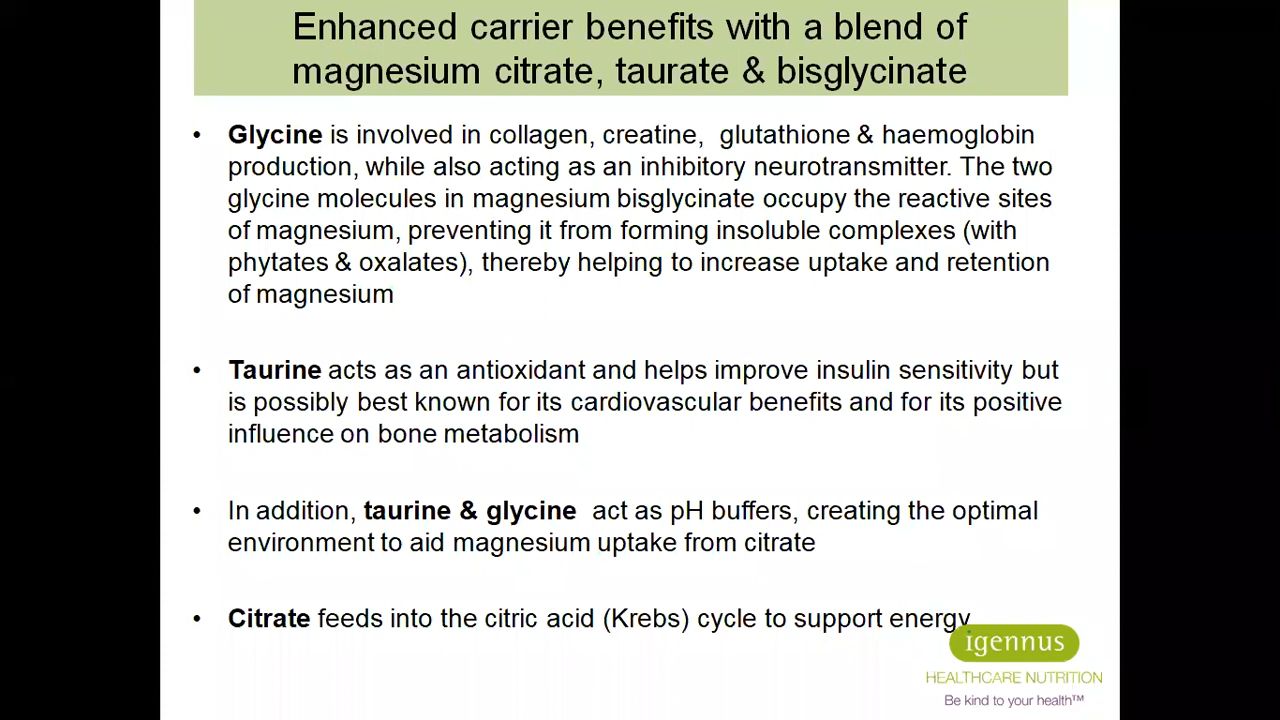 Enhanced carrier benefits with a blend of
magnesium citrate, taurate & bisglycinate
• Glycine is involved in collagen, creatine,  glutathione & haemoglobin
production, while also acting as an inhibitory neurotransmitter. The two
glycine molecules in magnesium bisglycinate occupy the reactive sites
of magnesium, preventing it from forming insoluble complexes (with
phytates & oxalates), thereby helping to increase uptake and retention
of magnesium
• Taurine acts as an antioxidant and helps improve insulin sensitivity but
is possibly best known for its cardiovascular benefits and for its positive
influence on bone metabolism
• In addition, taurine & glycine  act as pH buffers, creating the optimal
environment to aid magnesium uptake from citrate
• Citrate feeds into the citric acid (Krebs) cycle to support energy
igennus
HEALTHCARE NUTRITION
Be kind to your health™